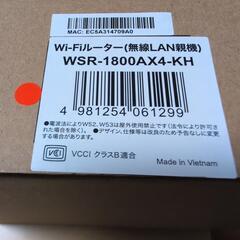 MAC: EC5A314709A0
Wi-Fiルーター(無線LAN親機)
WSR-1800AX4-KH
4 981254 061299
●電波法によりW52、W53は屋外使用禁止です(法令により許可された場合を除く)。●デザイン、仕様等は改良のため予告なしに変更する場合があります。
VCCI
VCCI クラスB適合
Made in Vietnam